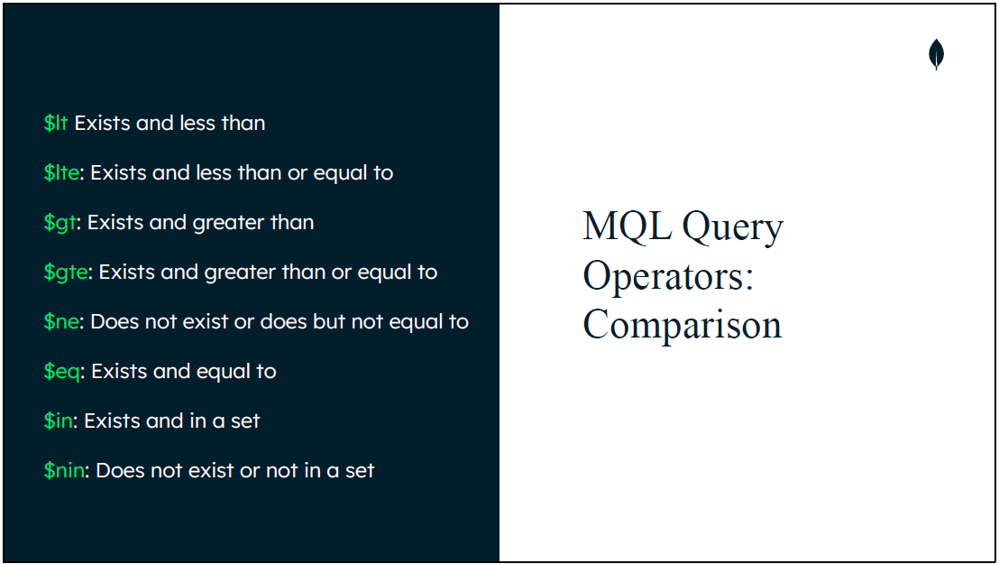 $lt Exists and less than
$lte: Exists and less than or equal to
$gt: Exists and greater than
$gte: Exists and greater than or equal to
$ne: Does not exist or does but not equal to
$eq: Exists and equal to
$in: Exists and in a set
$nin: Does not exist or not in a set
MQL Query
Operators:
Comparison